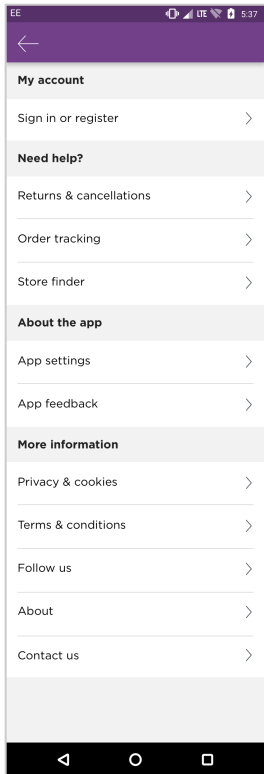 EE LTE 5:37
My account
Sign in or register
Need help?
Returns & cancellations
Order tracking
Store finder
About the app
App settings
App feedback
More information
Privacy & cookies
Terms & conditions
Follow us
About
Contact us